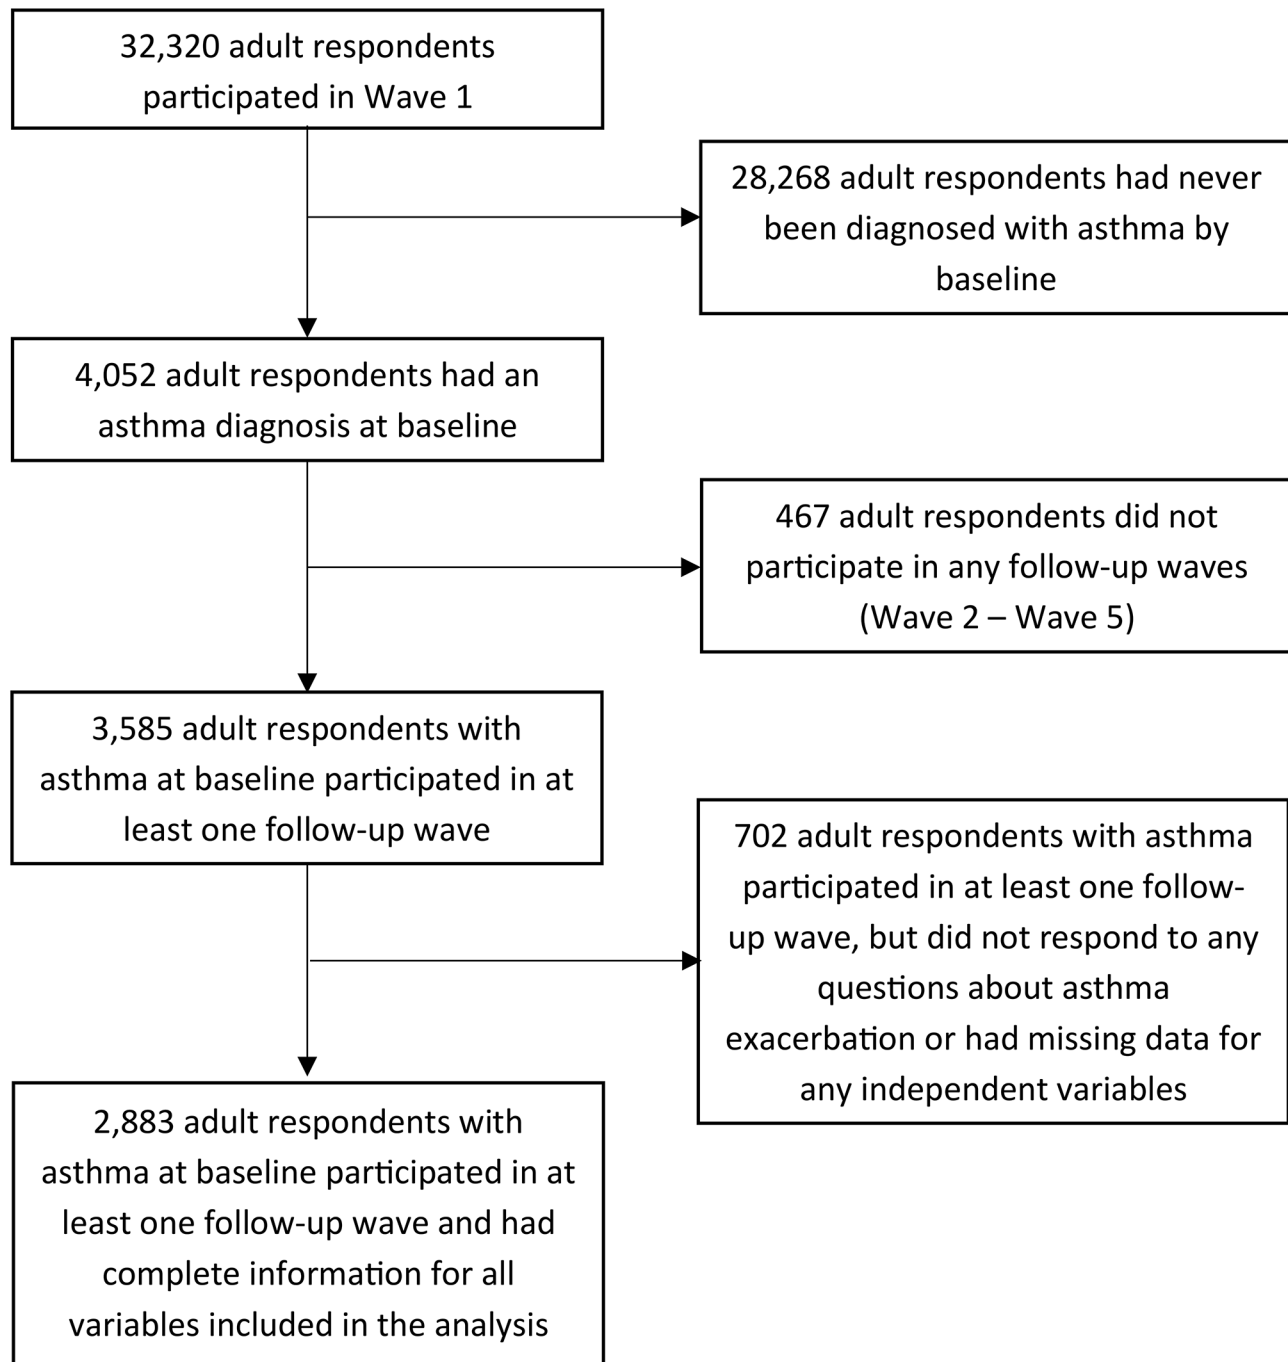 32,320 adult respondents
participated in Wave 1
28,268 adult respondents had never
been diagnosed with asthma by
baseline
4,052 adult respondents had an
asthma diagnosis at baseline
467 adult respondents did not
participate in any follow-up waves
(Wave 2 – Wave 5)
3,585 adult respondents with
asthma at baseline participated in at
least one follow-up wave
702 adult respondents with asthma
participated in at least one follow-
up wave, but did not respond to any
questions about asthma
exacerbation or had missing data for
any independent variables
2,883 adult respondents with
asthma at baseline participated in at
least one follow-up wave and had
complete information for all
variables included in the analysis